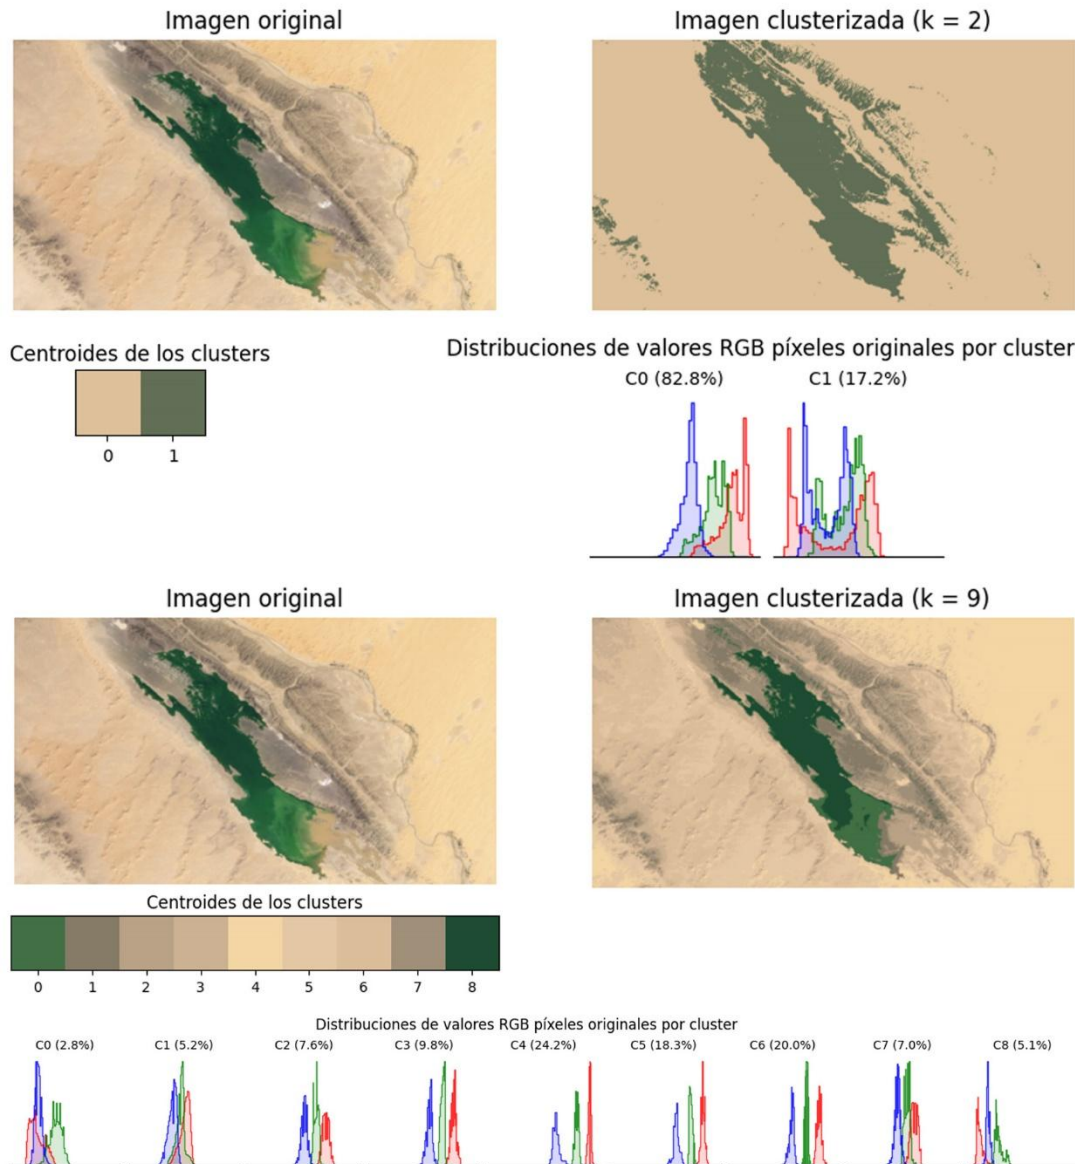 Imagen original
Imagen clusterizada (k = 2)
Centroides de los clusters
0 1
Distribuciones de valores RGB píxeles originales por cluster
C0 (82.8%) C1 (17.2%)
Imagen original
Imagen clusterizada (k = 9)
Centroides de los clusters
0 1 2 3 4 5 6 7 8
Distribuciones de valores RGB píxeles originales por cluster
C0 (2.8%) C1 (5.2%) C2 (7.6%) C3 (9.8%) C4 (24.2%) C5 (18.3%) C6 (20.0%) C7 (7.0%) C8 (5.1%)